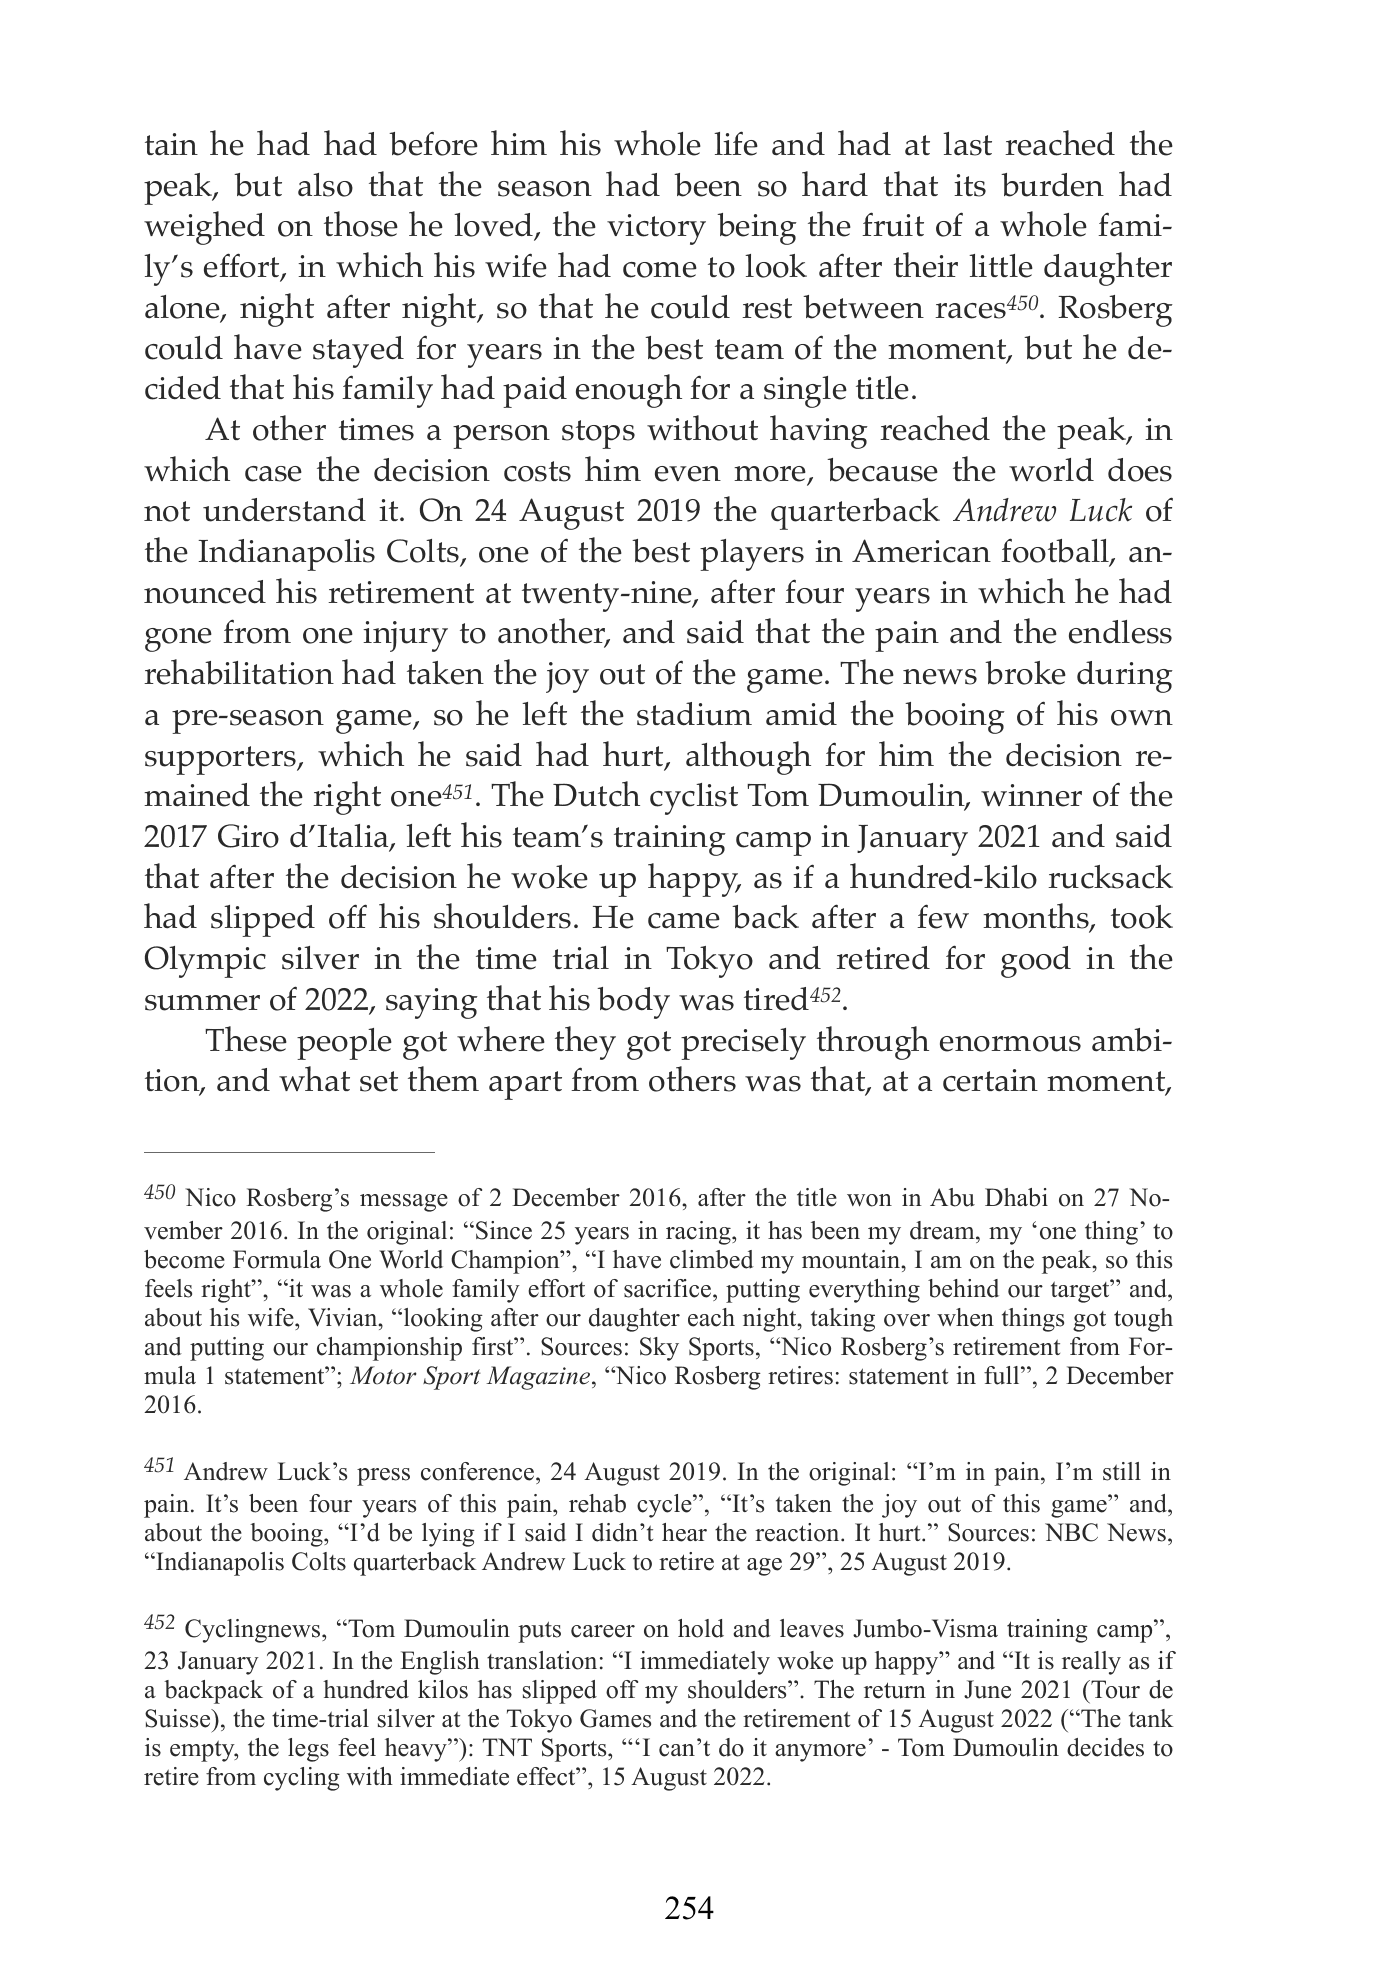 tain he had had before him his whole life and had at last reached the
peak, but also that the season had been so hard that its burden had
weighed on those he loved, the victory being the fruit of a whole fami-
ly’s effort, in which his wife had come to look after their little daughter
alone, night after night, so that he could rest between races450. Rosberg
could have stayed for years in the best team of the moment, but he de-
cided that his family had paid enough for a single title.
At other times a person stops without having reached the peak, in
which case the decision costs him even more, because the world does
not understand it. On 24 August 2019 the quarterback Andrew Luck of
the Indianapolis Colts, one of the best players in American football, an-
nounced his retirement at twenty-nine, after four years in which he had
gone from one injury to another, and said that the pain and the endless
rehabilitation had taken the joy out of the game. The news broke during
a pre-season game, so he left the stadium amid the booing of his own
supporters, which he said had hurt, although for him the decision re-
mained the right one451. The Dutch cyclist Tom Dumoulin, winner of the
2017 Giro d’Italia, left his team’s training camp in January 2021 and said
that after the decision he woke up happy, as if a hundred-kilo rucksack
had slipped off his shoulders. He came back after a few months, took
Olympic silver in the time trial in Tokyo and retired for good in the
summer of 2022, saying that his body was tired452.
These people got where they got precisely through enormous ambi-
tion, and what set them apart from others was that, at a certain moment,
450 Nico Rosberg’s message of 2 December 2016, after the title won in Abu Dhabi on 27 No-
vember 2016. In the original: “Since 25 years in racing, it has been my dream, my ‘one thing’ to
become Formula One World Champion”, “I have climbed my mountain, I am on the peak, so this
feels right”, “it was a whole family effort of sacrifice, putting everything behind our target” and,
about his wife, Vivian, “looking after our daughter each night, taking over when things got tough
and putting our championship first”. Sources: Sky Sports, “Nico Rosberg’s retirement from For-
mula 1 statement”; Motor Sport Magazine, “Nico Rosberg retires: statement in full”, 2 December
2016.
451 Andrew Luck’s press conference, 24 August 2019. In the original: “I’m in pain, I’m still in
pain. It’s been four years of this pain, rehab cycle”, “It’s taken the joy out of this game” and,
about the booing, “I’d be lying if I said I didn’t hear the reaction. It hurt.” Sources: NBC News,
“Indianapolis Colts quarterback Andrew Luck to retire at age 29”, 25 August 2019.
452 Cyclingnews, “Tom Dumoulin puts career on hold and leaves Jumbo-Visma training camp”,
23 January 2021. In the English translation: “I immediately woke up happy” and “It is really as if
a backpack of a hundred kilos has slipped off my shoulders”. The return in June 2021 (Tour de
Suisse), the time-trial silver at the Tokyo Games and the retirement of 15 August 2022 (“The tank
is empty, the legs feel heavy”): TNT Sports, “‘I can’t do it anymore’ - Tom Dumoulin decides to
retire from cycling with immediate effect”, 15 August 2022.
254